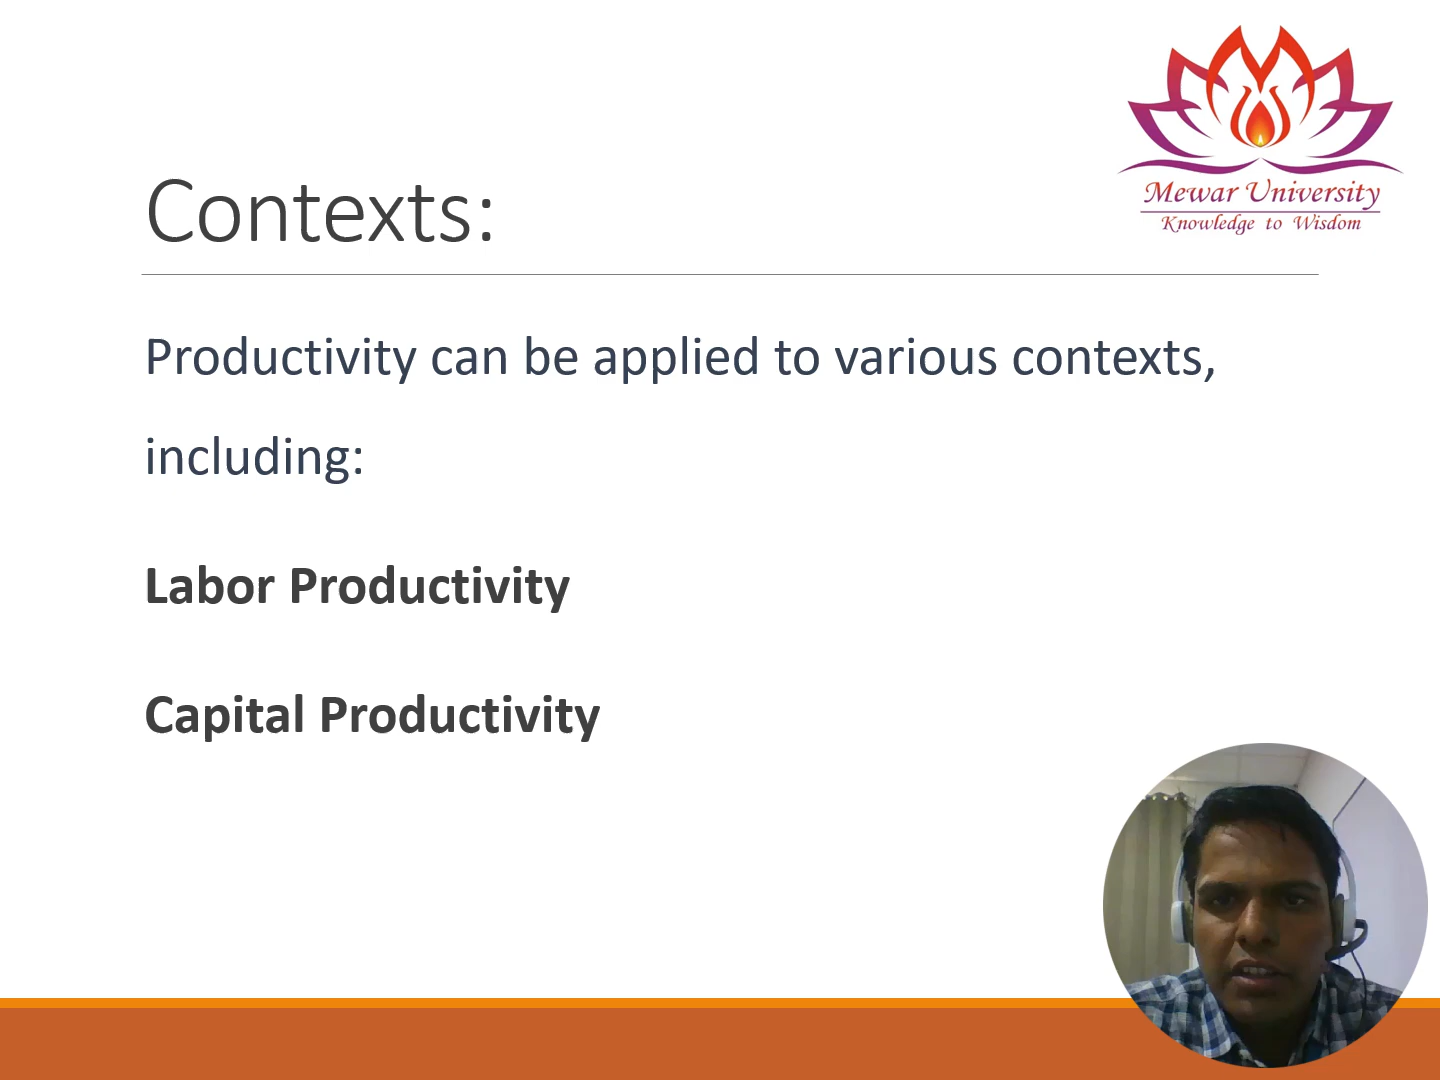 Mewar University
Knowledge to Wisdom
Contexts:
Productivity can be applied to various contexts,
including:
Labor Productivity
Capital Productivity